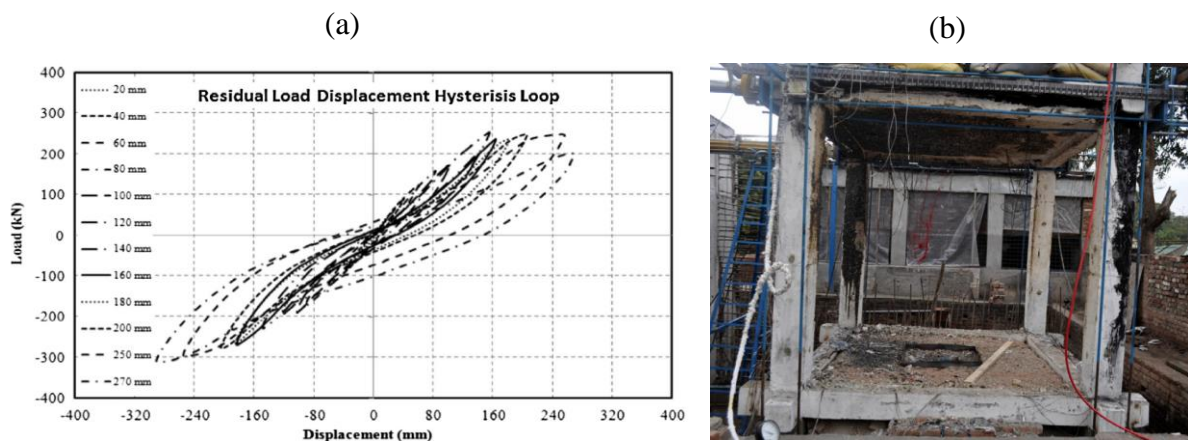 (a)
(b)
Residual Load Displacement Hysterisis Loop
Load (kN)
400
300
200
100
0
-100
-200
-300
-400
20 mm
40 mm
60 mm
80 mm
100 mm
120 mm
140 mm
160 mm
180 mm
200 mm
250 mm
270 mm
-400 -320 -240 -160 -80 0 80 160 240 320 400
Displacement (mm)